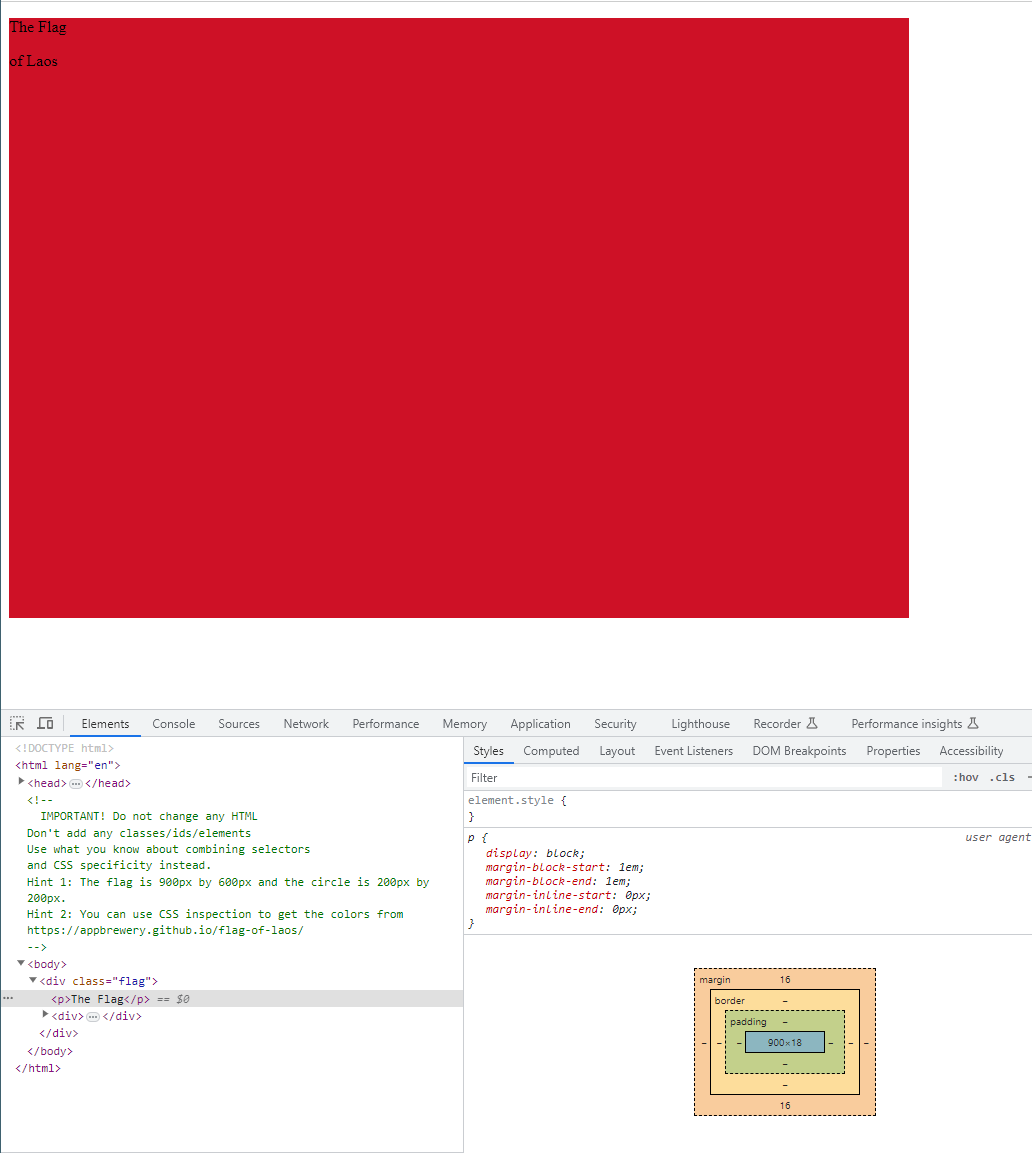 The Flag
of Laos
Elements Console Sources Network Performance Memory Application Security Lighthouse Recorder Performance insights
<!DOCTYPE html>
<html lang="en">
<head> ⋯ </head>
<!--
IMPORTANT! Do not change any HTML
Don't add any classes/ids/elements
Use what you know about combining selectors
and CSS specificity instead.
Hint 1: The flag is 900px by 600px and the circle is 200px by
200px.
Hint 2: You can use CSS inspection to get the colors from
https://appbrewery.github.io/flag-of-laos/
-->
<body>
<div class="flag">
<p>The Flag</p> == $0
<div> ⋯ </div>
</div>
</body>
</html>
Styles Computed Layout Event Listeners DOM Breakpoints Properties Accessibility
Filter :hov .cls
element.style {
}
p { user agent
display: block;
margin-block-start: 1em;
margin-block-end: 1em;
margin-inline-start: 0px;
margin-inline-end: 0px;
}
margin 16
border –
padding –
– – – 900×18 – – –
–
–
16